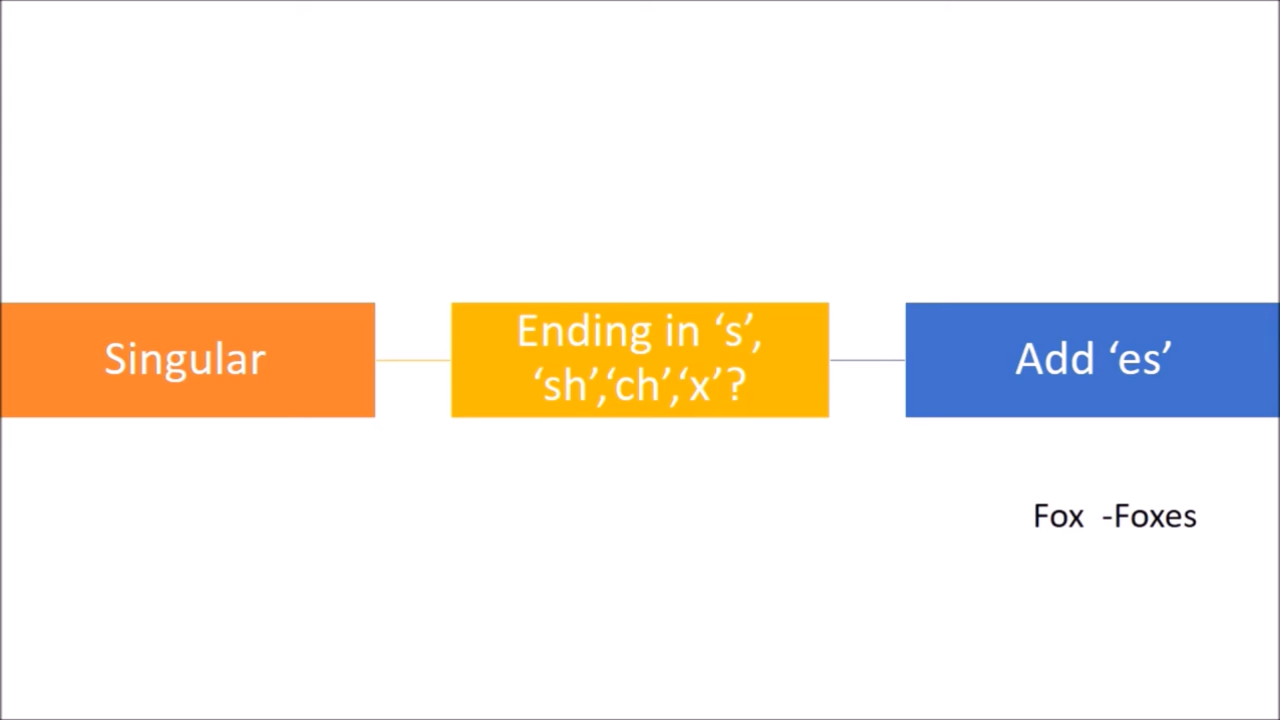 Singular
Ending in ‘s’,
‘sh’,‘ch’,‘x’?
Add ‘es’
Fox -Foxes